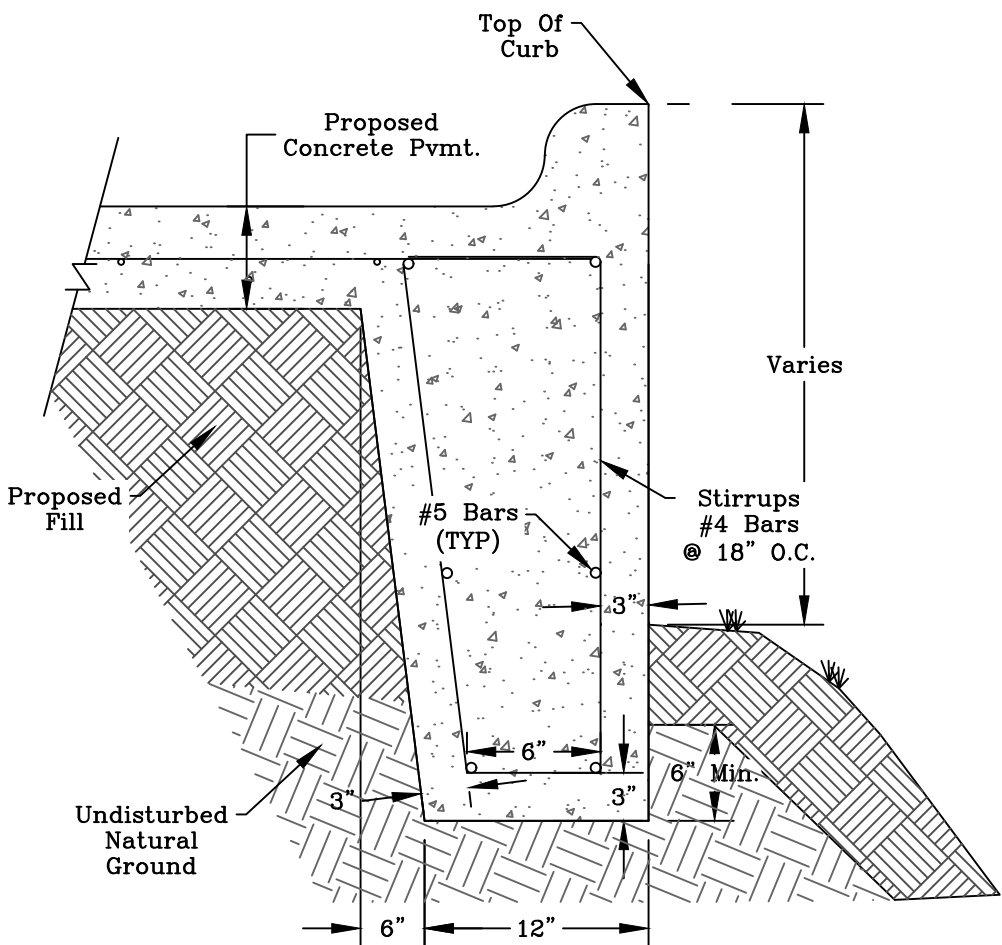 Top Of
Curb
Proposed
Concrete Pvmt.
Varies
Proposed
Fill
#5 Bars
(TYP)
Stirrups
#4 Bars
@ 18” O.C.
3”
6”
6” Min.
3”
3”
Undisturbed
Natural
Ground
6”
12”